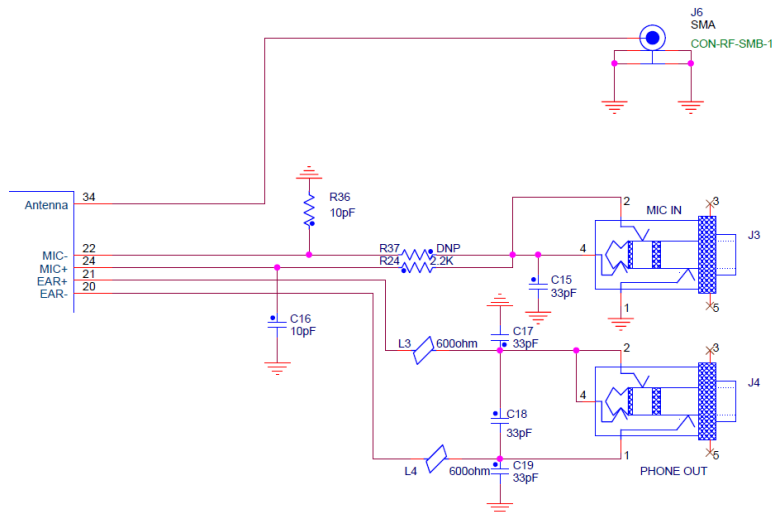 J6
SMA
CON-RF-SMB-1
34
Antenna
R36
10pF
2
MIC IN
3
J3
MIC-
22
R37
DNP
4
MIC+
24
R24
2.2K
EAR+
21
EAR-
20
C15
33pF
1
5
C16
10pF
C17
33pF
L3
600ohm
2
3
J4
4
C18
33pF
L4
600ohm
C19
33pF
1
PHONE OUT
5